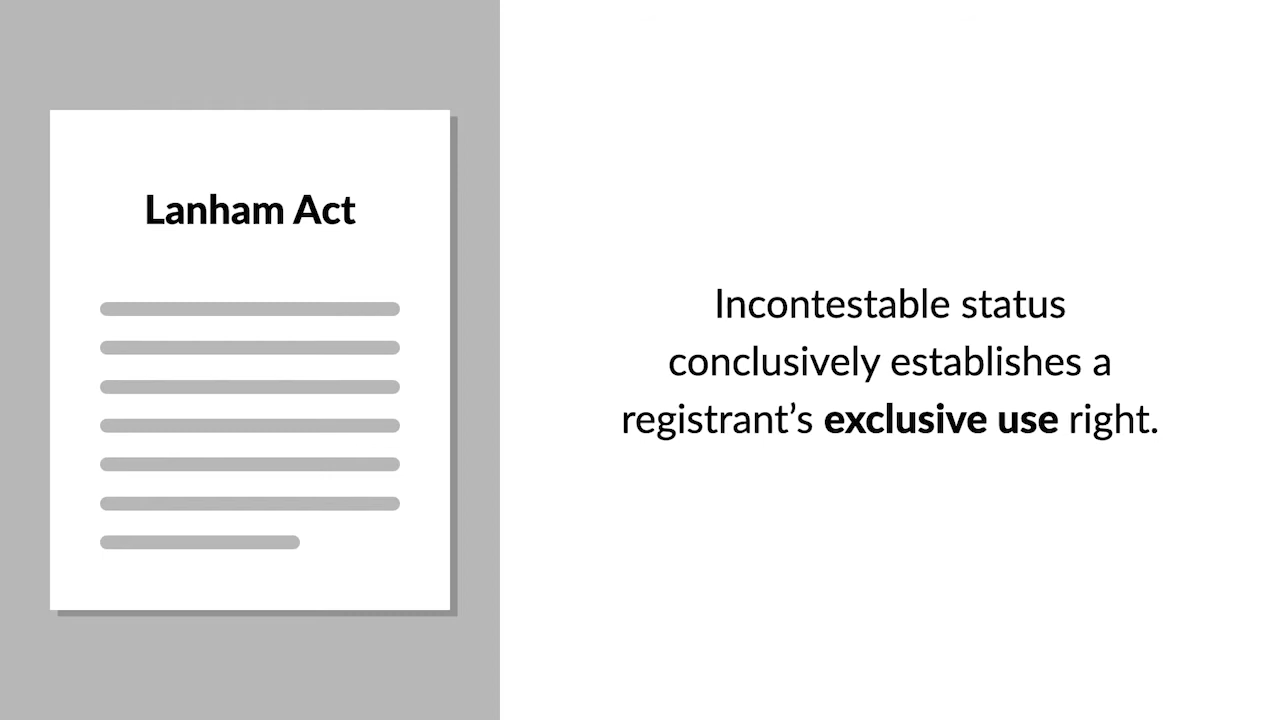 Lanham Act
Incontestable status
conclusively establishes a
registrant’s exclusive use right.